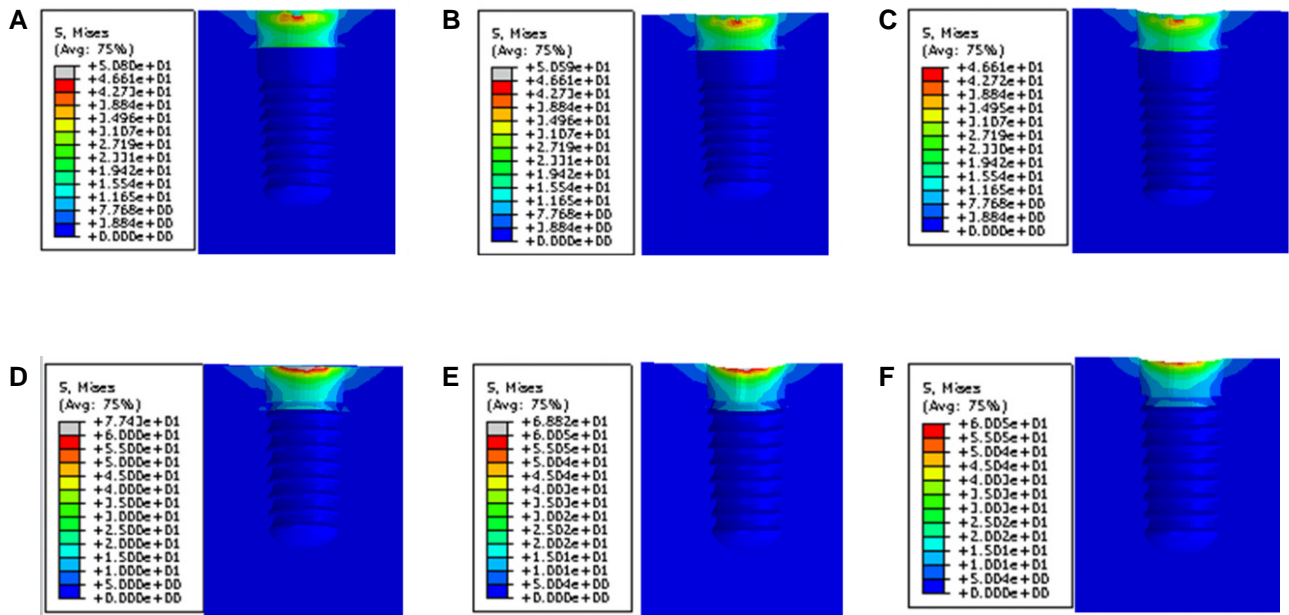 A
S, Mises
(Avg: 75%)
+5.080e+01
+4.661e+01
+4.273e+01
+3.884e+01
+3.496e+01
+3.107e+01
+2.719e+01
+2.331e+01
+1.942e+01
+1.554e+01
+1.165e+01
+7.768e+00
+3.884e+00
+0.000e+00
B
S, Mises
(Avg: 75%)
+5.059e+01
+4.661e+01
+4.273e+01
+3.884e+01
+3.496e+01
+3.107e+01
+2.719e+01
+2.331e+01
+1.942e+01
+1.554e+01
+1.165e+01
+7.768e+00
+3.884e+00
+0.000e+00
C
S, Mises
(Avg: 75%)
+4.661e+01
+4.272e+01
+3.884e+01
+3.495e+01
+3.107e+01
+2.719e+01
+2.330e+01
+1.942e+01
+1.554e+01
+1.165e+01
+7.768e+00
+3.884e+00
+0.000e+00
D
S, Mises
(Avg: 75%)
+7.743e+01
+6.000e+01
+5.500e+01
+5.000e+01
+4.500e+01
+4.000e+01
+3.500e+01
+3.000e+01
+2.500e+01
+2.000e+01
+1.500e+01
+1.000e+01
+5.000e+00
+0.000e+00
E
S, Mises
(Avg: 75%)
+6.882e+01
+6.005e+01
+5.505e+01
+5.004e+01
+4.504e+01
+4.003e+01
+3.503e+01
+3.002e+01
+2.502e+01
+2.002e+01
+1.501e+01
+1.001e+01
+5.004e+00
+0.000e+00
F
S, Mises
(Avg: 75%)
+6.005e+01
+5.505e+01
+5.004e+01
+4.504e+01
+4.003e+01
+3.503e+01
+3.003e+01
+2.502e+01
+2.002e+01
+1.501e+01
+1.001e+01
+5.004e+00
+0.000e+00